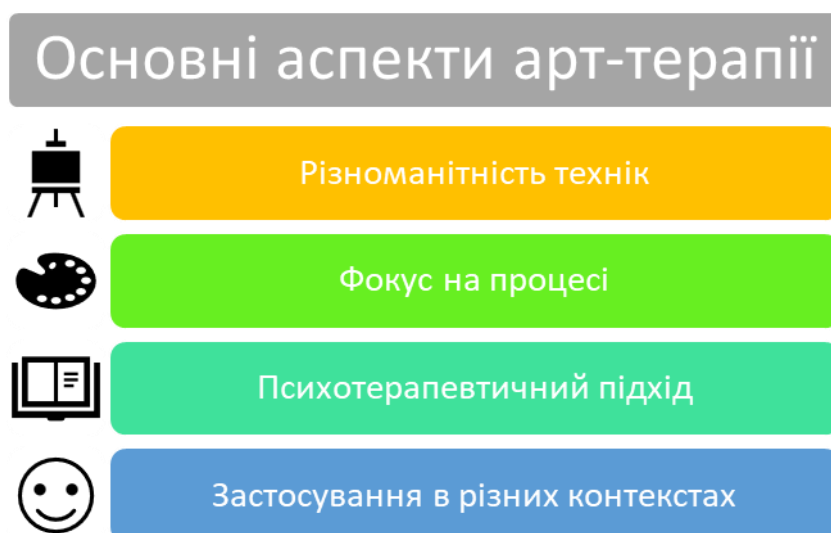 Основні аспекти арт-терапії
Різноманітність технік
Фокус на процесі
Психотерапевтичний підхід
Застосування в різних контекстах